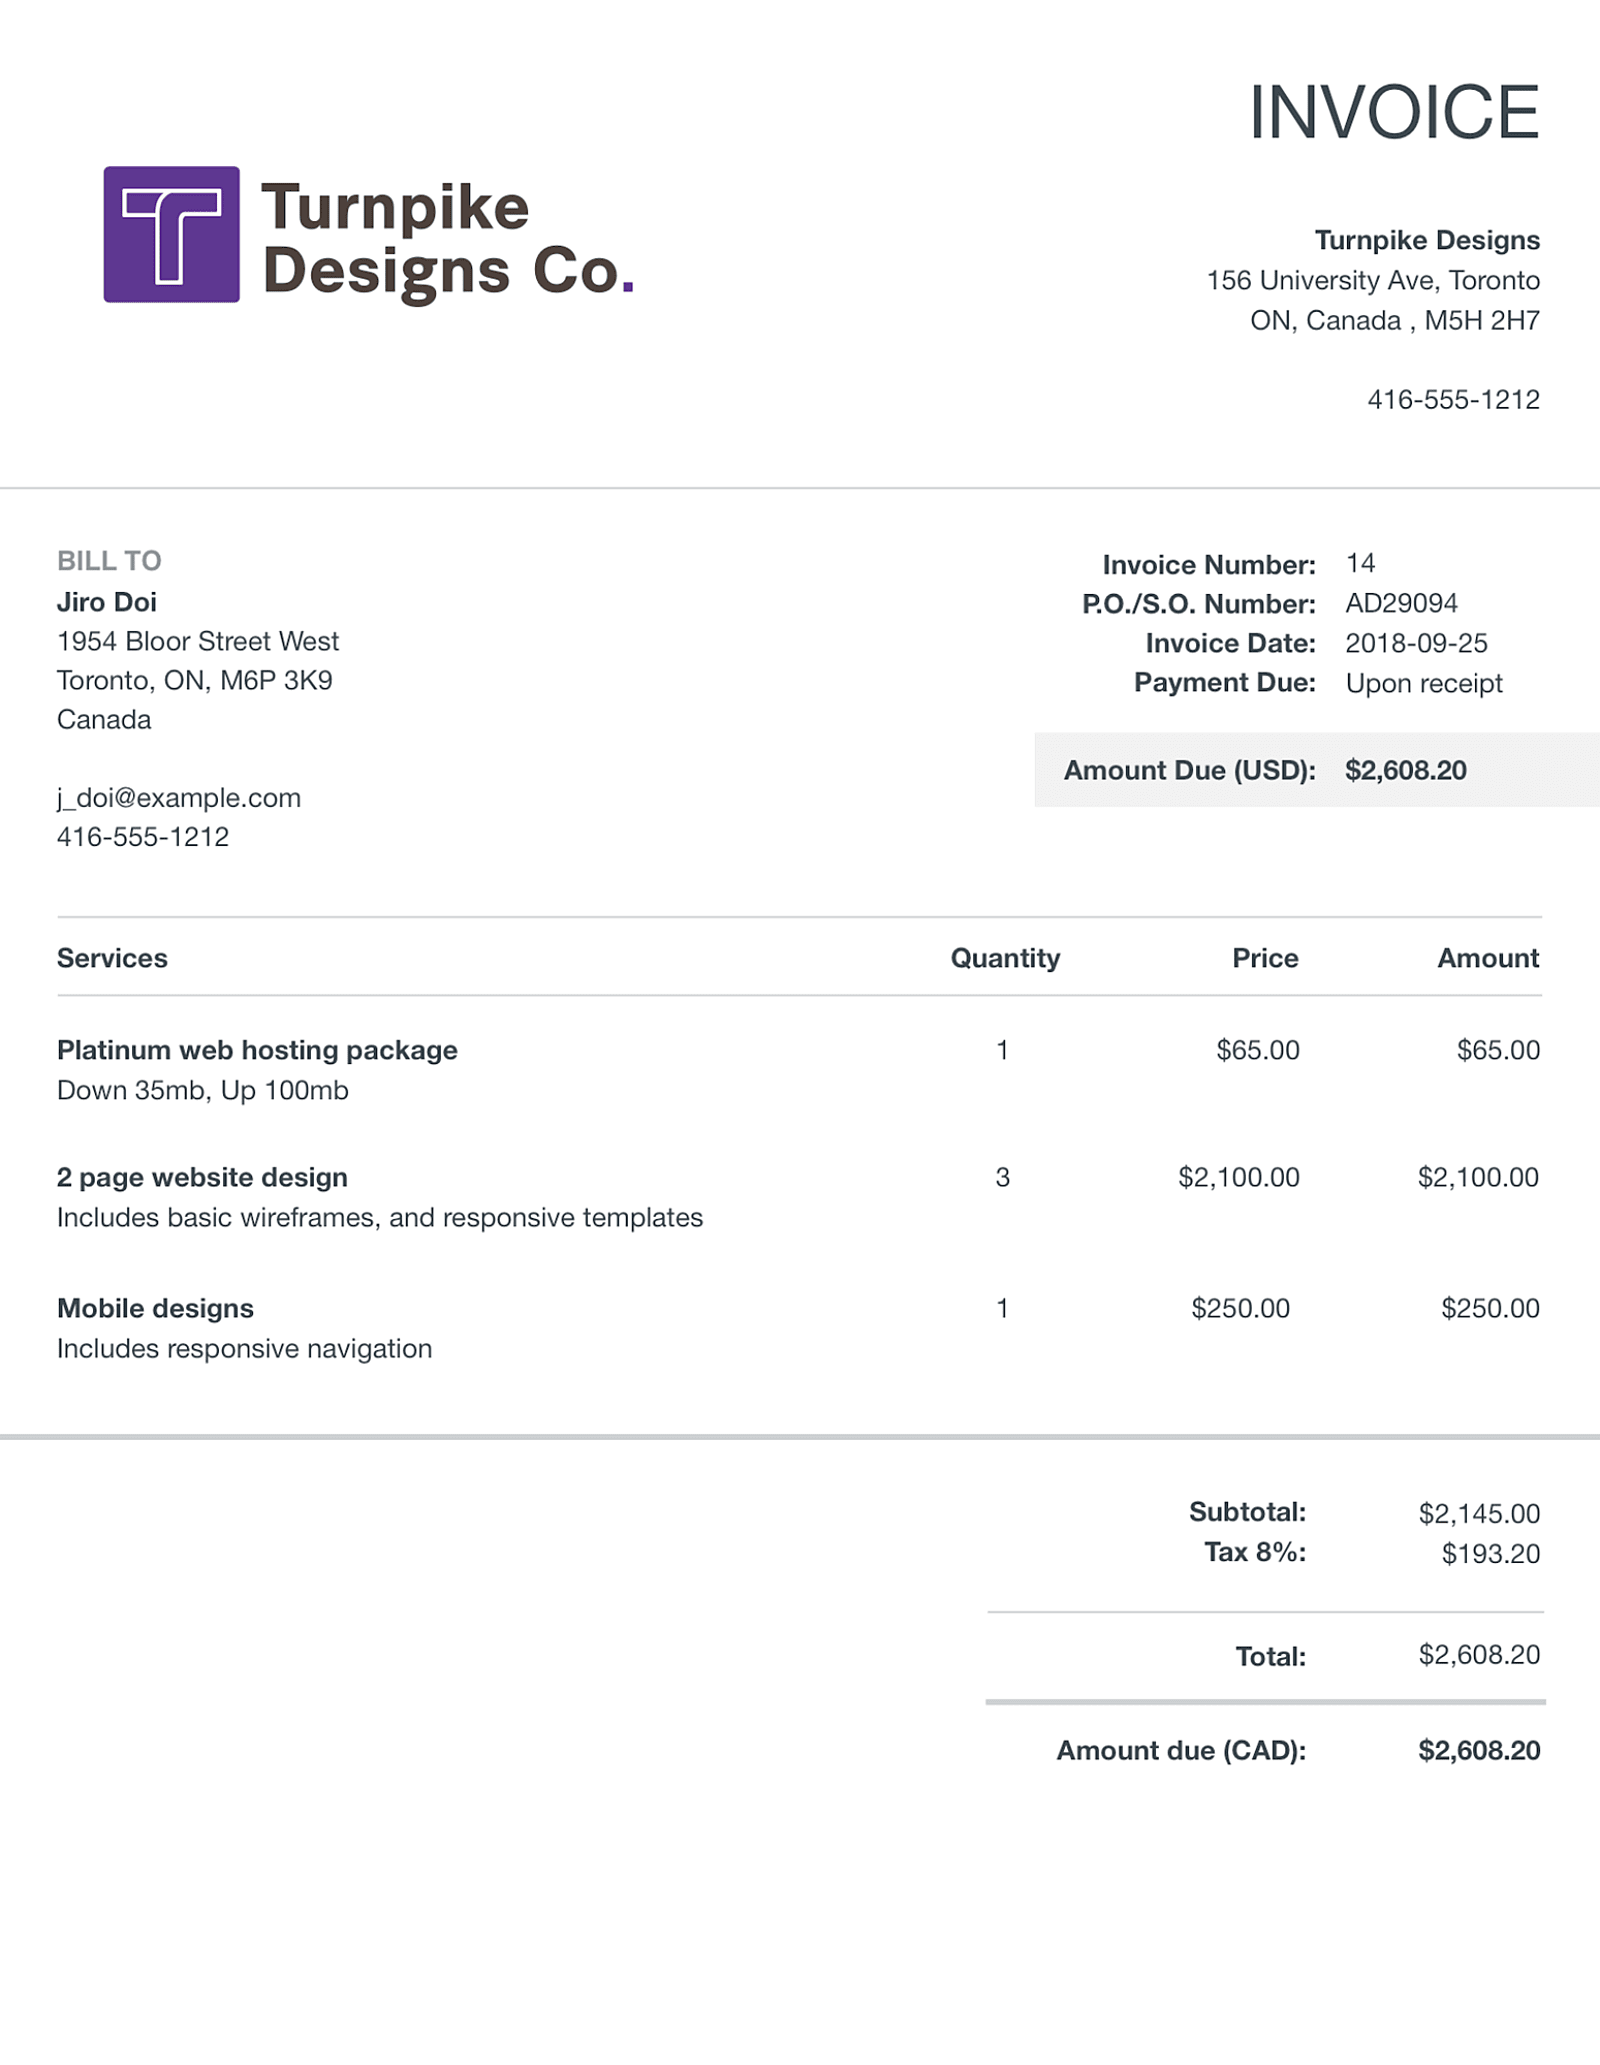 INVOICE
Turnpike
Designs Co.
Turnpike Designs
156 University Ave, Toronto
ON, Canada , M5H 2H7
416-555-1212
BILL TO
Jiro Doi
1954 Bloor Street West
Toronto, ON, M6P 3K9
Canada
j_doi@example.com
416-555-1212
Invoice Number: 14
P.O./S.O. Number: AD29094
Invoice Date: 2018-09-25
Payment Due: Upon receipt
Amount Due (USD): $2,608.20
Services Quantity Price Amount
Platinum web hosting package 1 $65.00 $65.00
Down 35mb, Up 100mb
2 page website design 3 $2,100.00 $2,100.00
Includes basic wireframes, and responsive templates
Mobile designs 1 $250.00 $250.00
Includes responsive navigation
Subtotal: $2,145.00
Tax 8%: $193.20
Total: $2,608.20
Amount due (CAD): $2,608.20